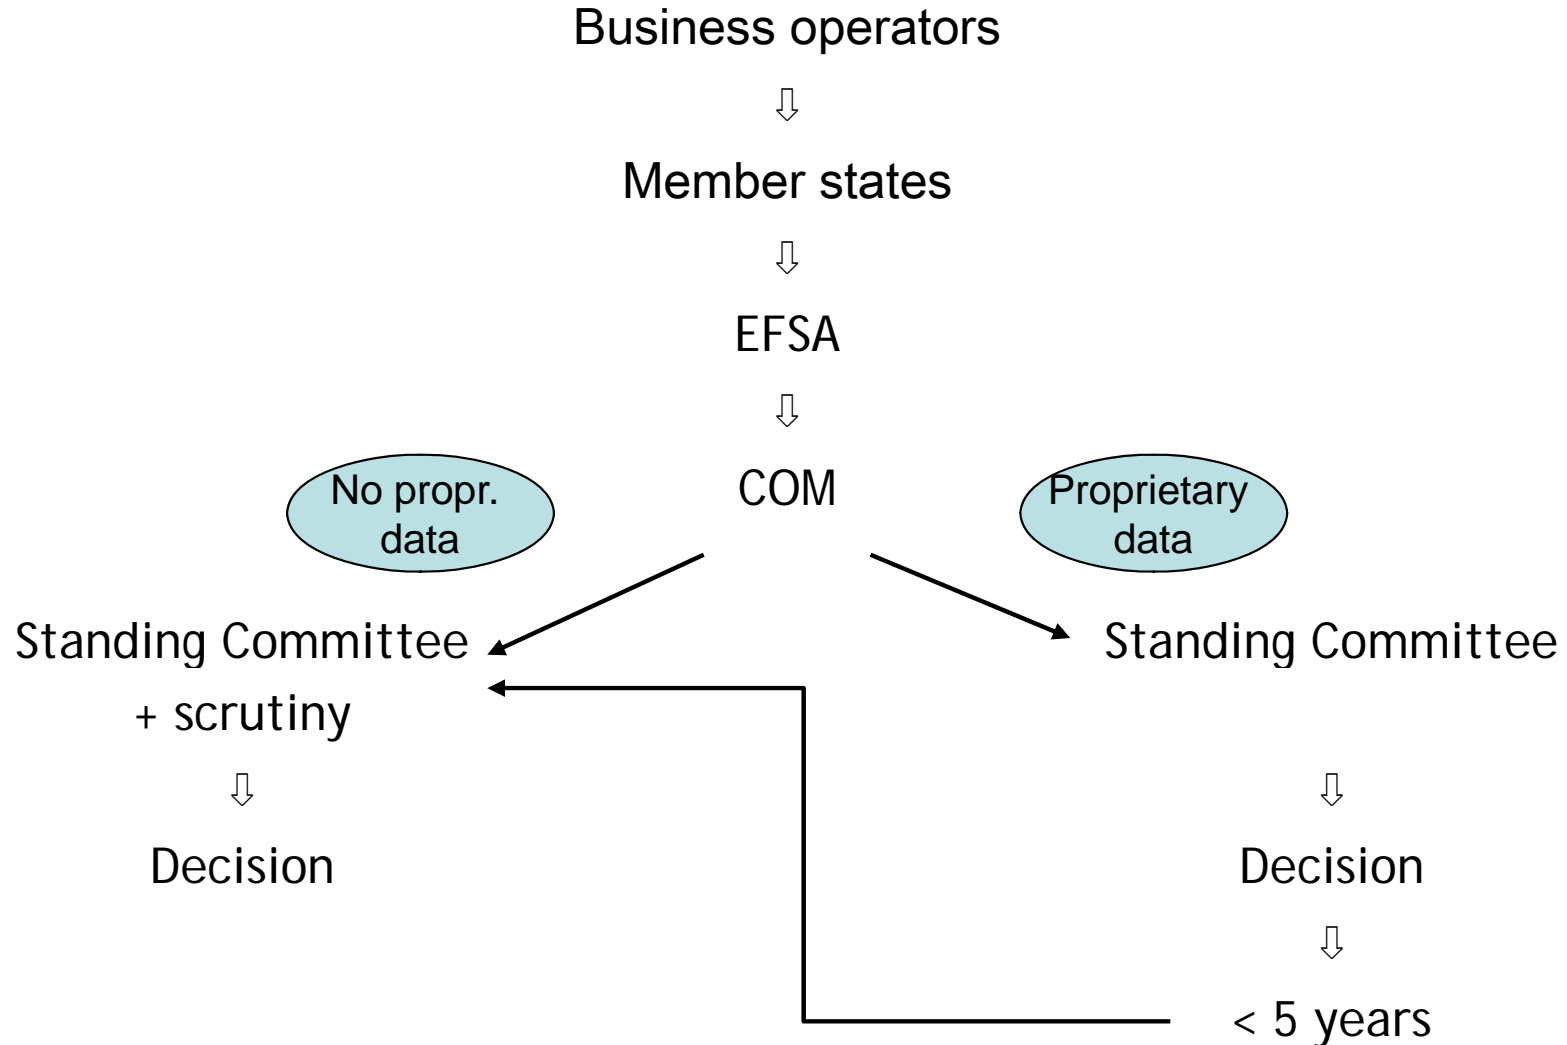 Business operators
⇩
Member states
⇩
EFSA
⇩
COM
No propr.
data
Proprietary
data
Standing Committee
+ scrutiny
⇩
Decision
Standing Committee
⇩
Decision
⇩
< 5 years